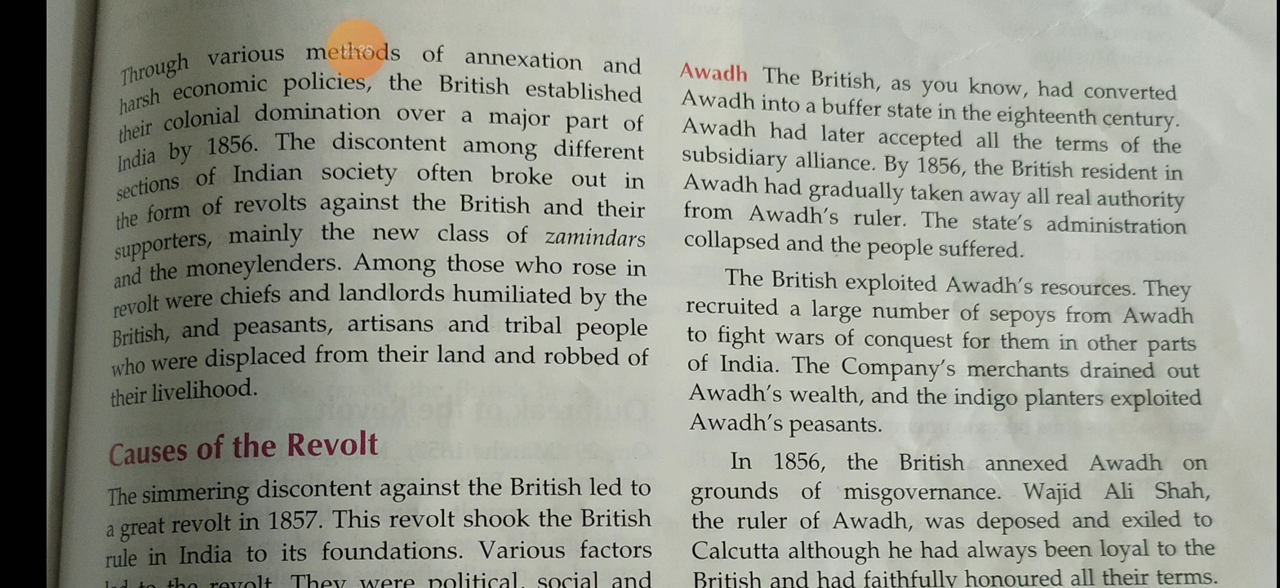 Through various methods of annexation and
harsh economic policies, the British established
their colonial domination over a major part of
India by 1856. The discontent among different
sections of Indian society often broke out in
the form of revolts against the British and their
supporters, mainly the new class of zamindars
and the moneylenders. Among those who rose in
revolt were chiefs and landlords humiliated by the
British, and peasants, artisans and tribal people
who were displaced from their land and robbed of
their livelihood.
Causes of the Revolt
The simmering discontent against the British led to
a great revolt in 1857. This revolt shook the British
rule in India to its foundations. Various factors
led to the revolt. They were political, social and
Awadh The British, as you know, had converted
Awadh into a buffer state in the eighteenth century.
Awadh had later accepted all the terms of the
subsidiary alliance. By 1856, the British resident in
Awadh had gradually taken away all real authority
from Awadh's ruler. The state's administration
collapsed and the people suffered.
The British exploited Awadh's resources. They
recruited a large number of sepoys from Awadh
to fight wars of conquest for them in other parts
of India. The Company's merchants drained out
Awadh's wealth, and the indigo planters exploited
Awadh's peasants.
In 1856, the British annexed Awadh on
grounds of misgovernance. Wajid Ali Shah,
the ruler of Awadh, was deposed and exiled to
Calcutta although he had always been loyal to the
British and had faithfully honoured all their terms.